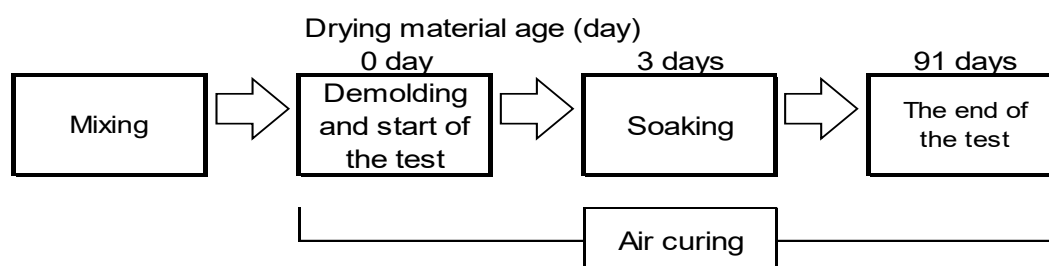 Drying material age (day)
0 day
3 days
91 days
Mixing
Demolding
and start of
the test
Soaking
The end of
the test
Air curing